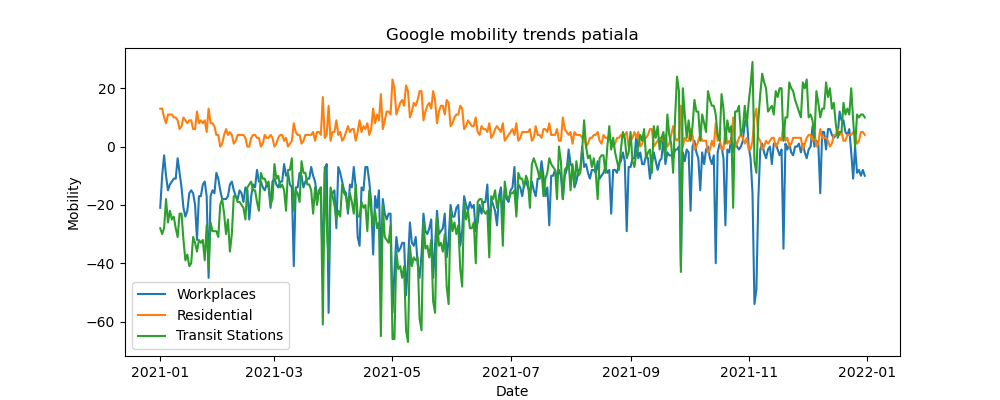 Google mobility trends patiala
Mobility
20
0
−20
−40
−60
Workplaces
Residential
Transit Stations
2021-01 2021-03 2021-05 2021-07 2021-09 2021-11 2022-01
Date